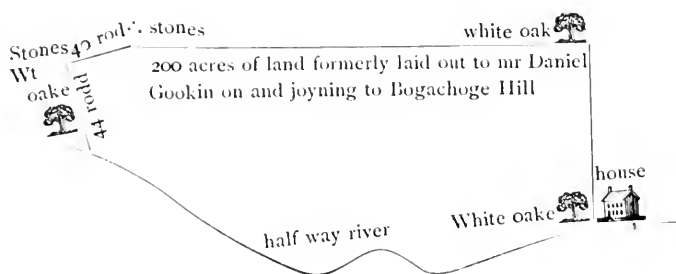 Stones 40 rod∴ stones
white oak
Wt
oake
44 rodd
200 acres of land formerly laid out to mr Daniel
Gookin on and joyning to Bogachoge Hill
house
White oake
half way river